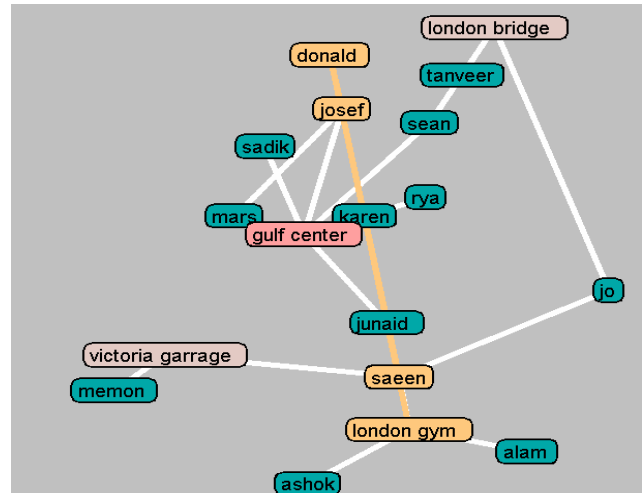 london bridge
donald
tanveer
josef
sean
sadik
rya
mars
karen
gulf center
jo
junaid
victoria garrage
saeen
memon
london gym
alam
ashok